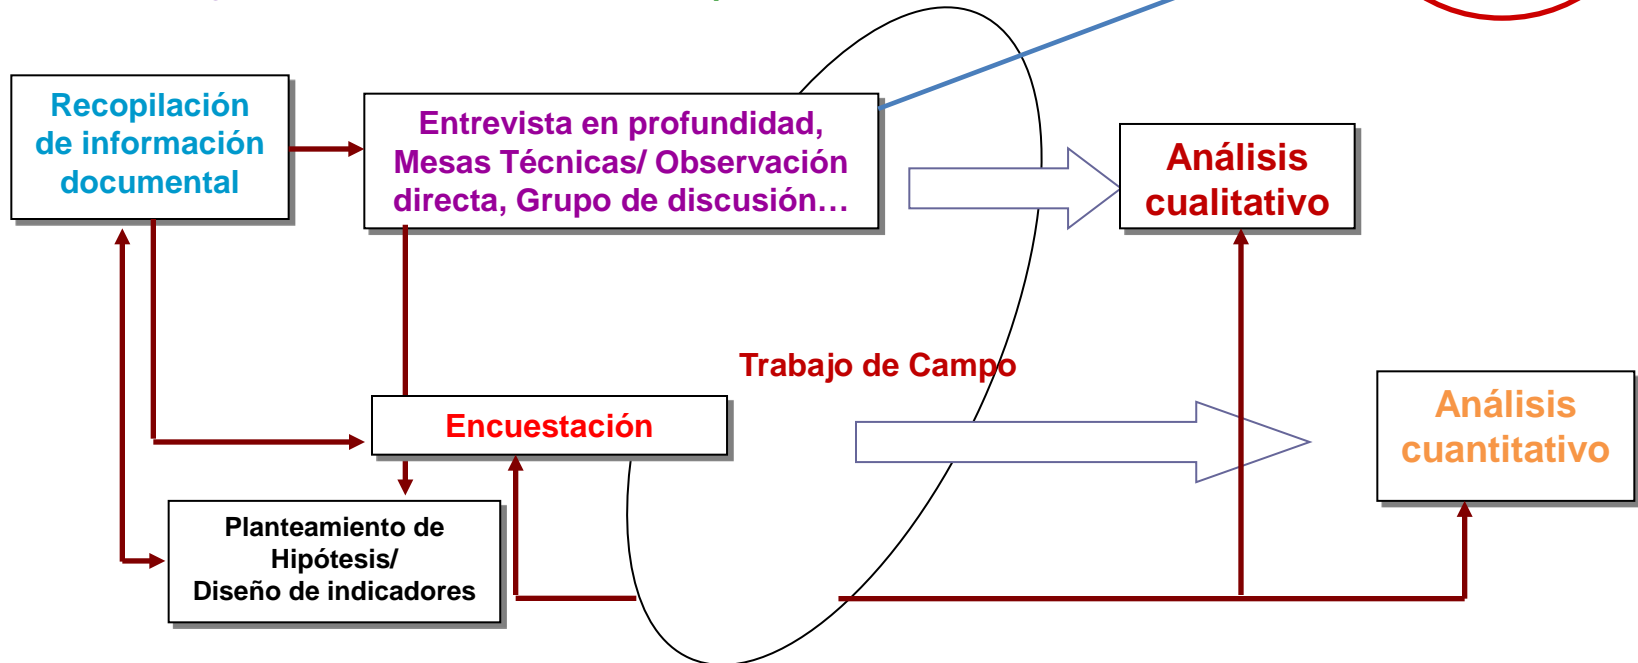 Recopilación
de información
documental
Entrevista en profundidad,
Mesas Técnicas/ Observación
directa, Grupo de discusión…
Análisis
cualitativo
Trabajo de Campo
Encuestación
Análisis
cuantitativo
Planteamiento de
Hipótesis/
Diseño de indicadores